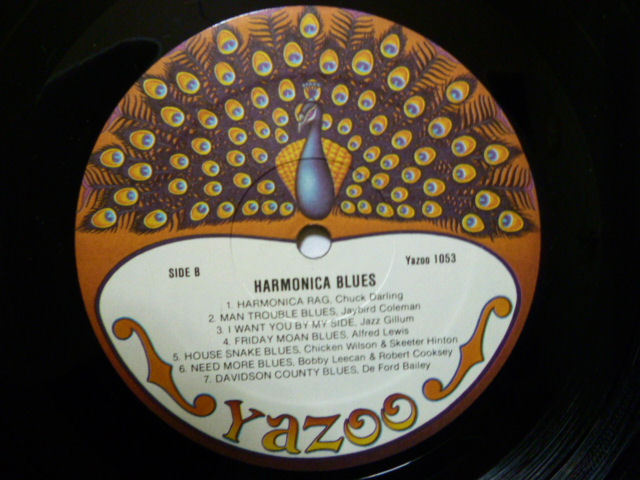 SIDE B
Yazoo 1053
HARMONICA BLUES
1. HARMONICA RAG, Chuck Darling
2. MAN TROUBLE BLUES, Jaybird Coleman
3. I WANT YOU BY MY SIDE, Jazz Gillum
4. FRIDAY MOAN BLUES, Alfred Lewis
5. HOUSE SNAKE BLUES, Chicken Wilson & Skeeter Hinton
6. NEED MORE BLUES, Bobby Leecan & Robert Cooksey
7. DAVIDSON COUNTY BLUES, De Ford Bailey
Yazoo